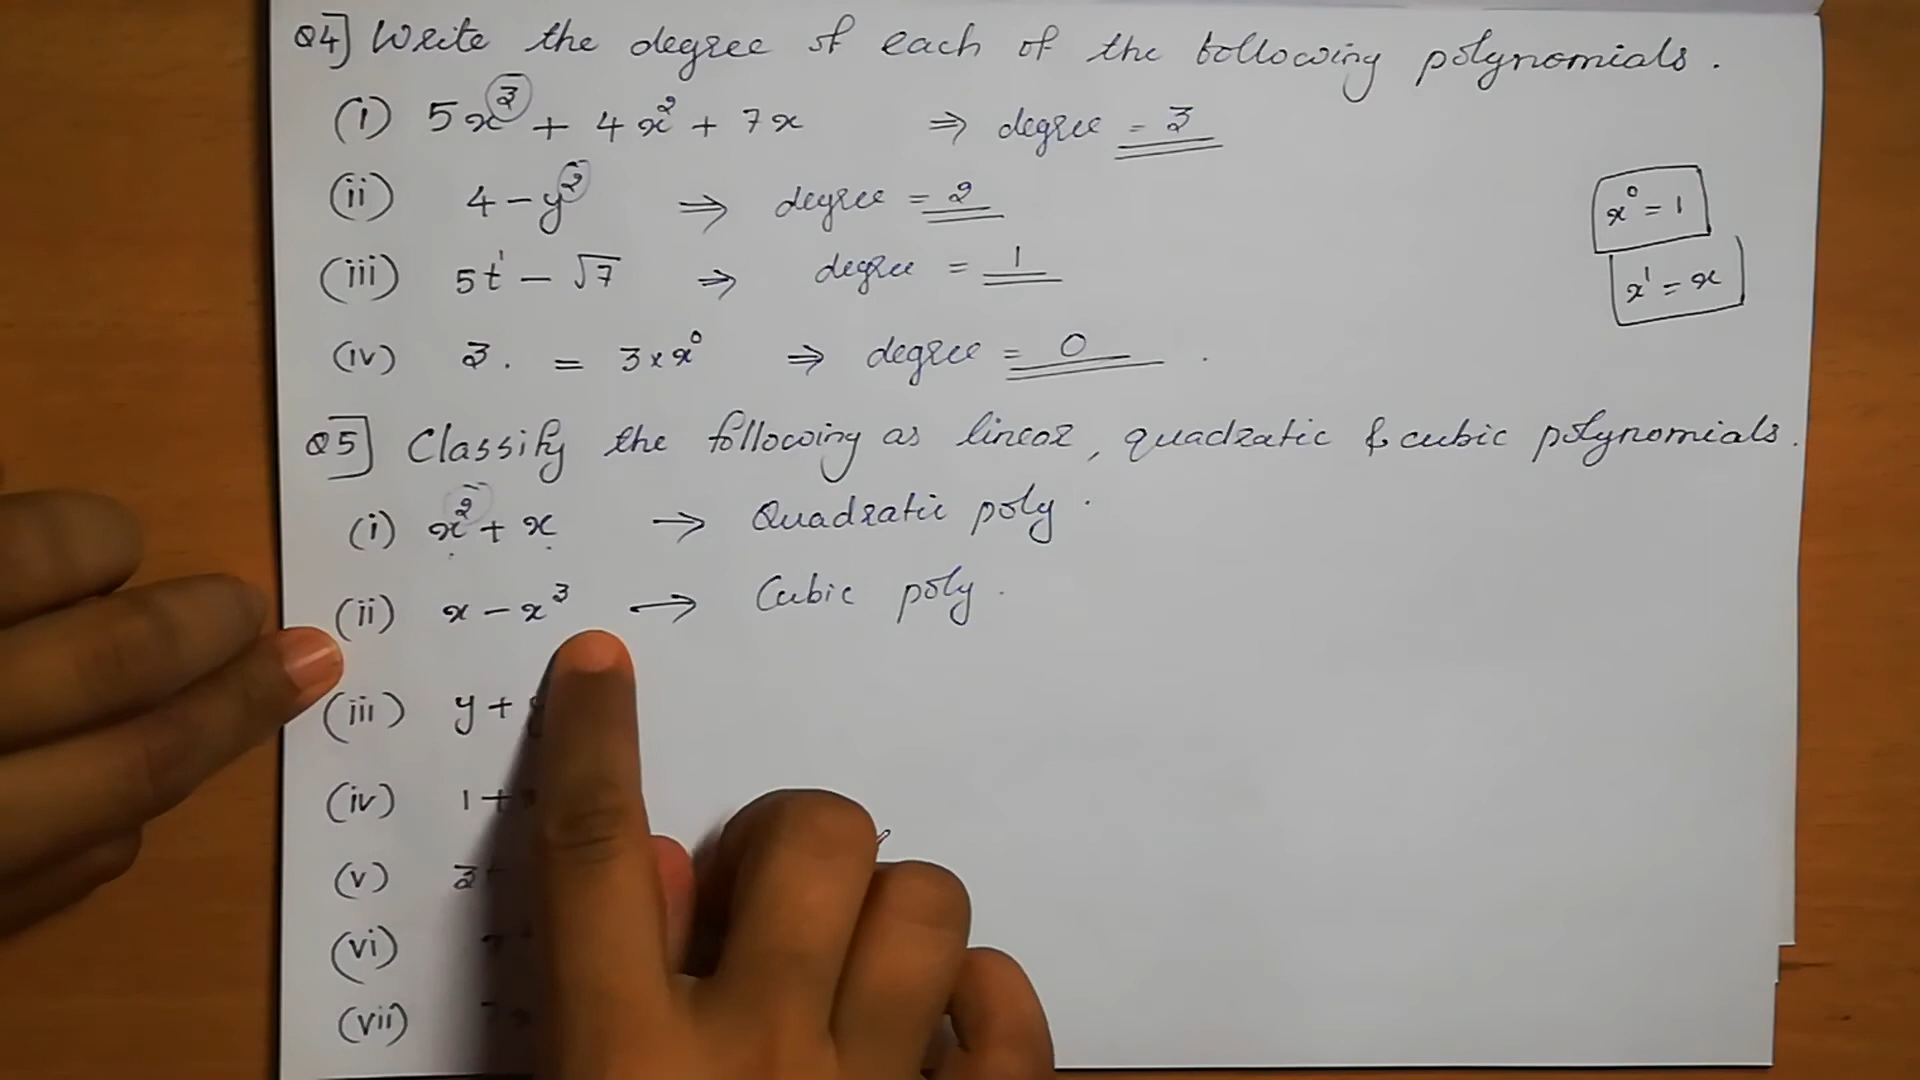 Q4] Write the degree of each of the following polynomials.
(i) 5x³ + 4x² + 7x ⇒ degree = 3
(ii) 4 - y² ⇒ degree = 2
x⁰ = 1
(iii) 5t¹ - √7 ⇒ degree = 1
x¹ = x
(iv) 3. = 3 × x⁰ ⇒ degree = 0
Q5] Classify the following as linear, quadratic & cubic polynomials.
(i) x² + x → Quadratic poly.
(ii) x - x³ → Cubic poly.
(iii) y +
(iv) 1 +
(v) 3
(vi)
(vii)